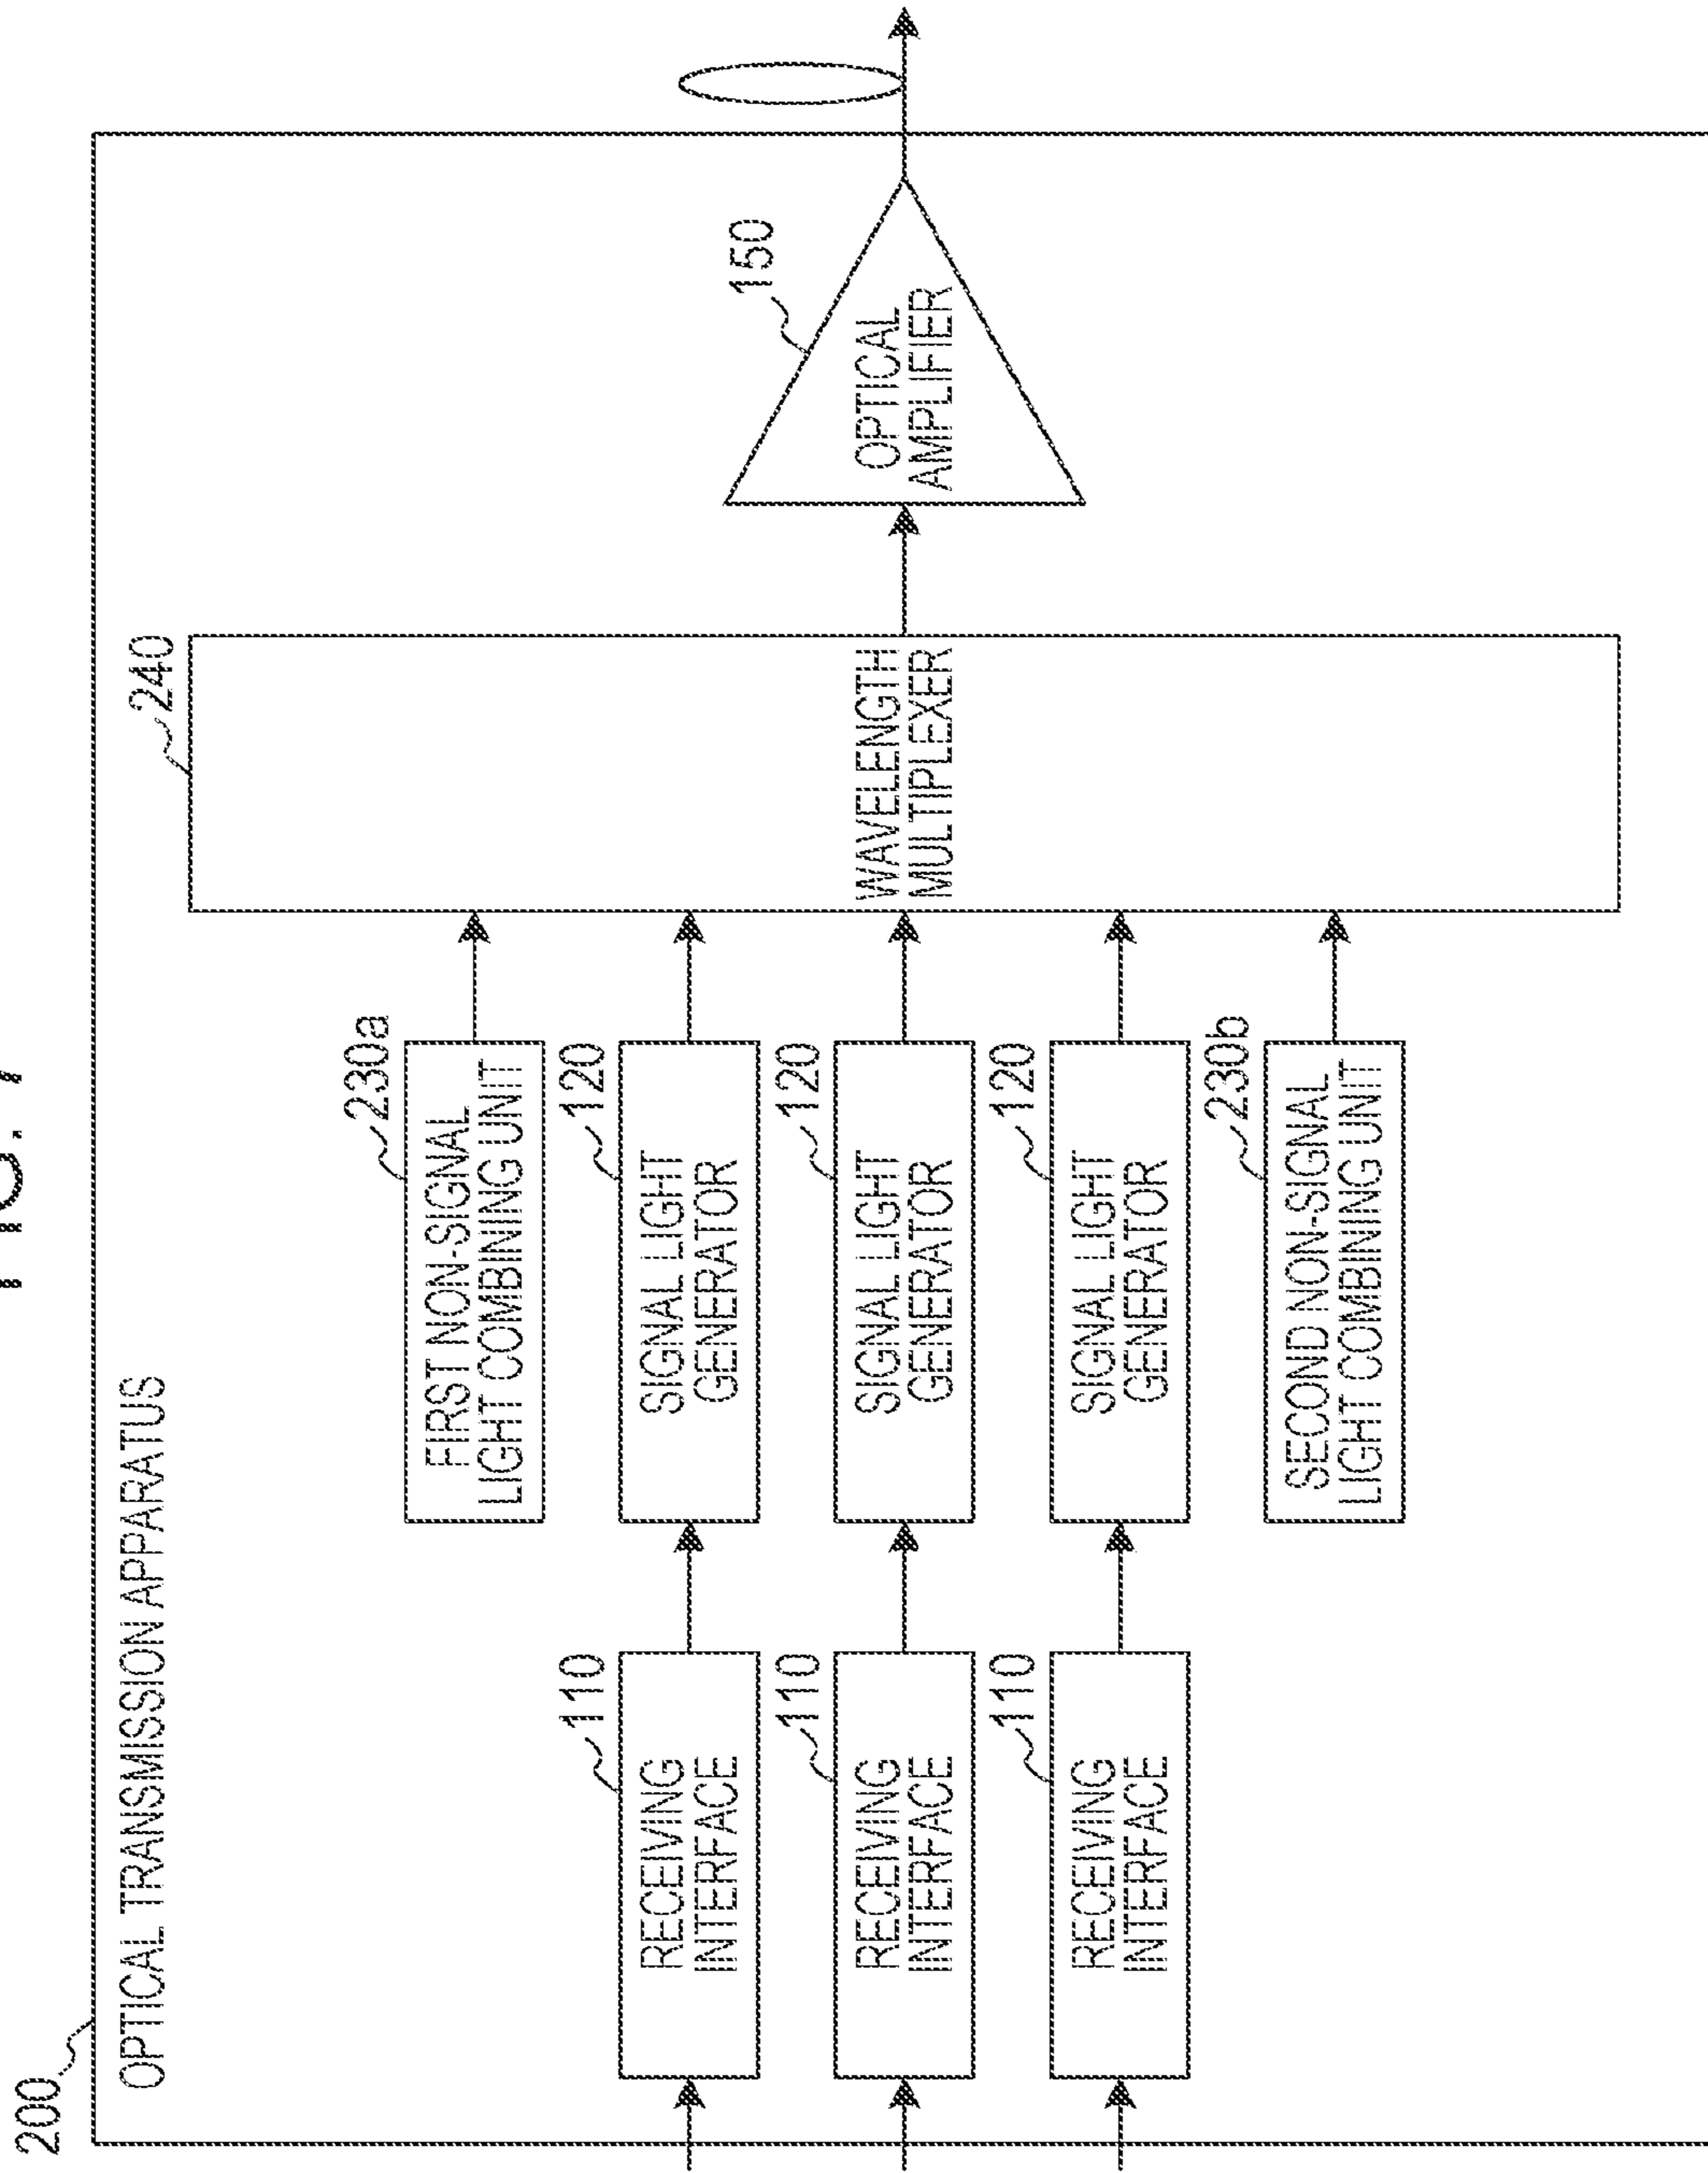 200
OPTICAL TRANSMISSION APPARATUS
230a
FIRST NON-SIGNAL
LIGHT COMBINING UNIT
240
110
RECEIVING
INTERFACE
120
SIGNAL LIGHT
GENERATOR
150
110
RECEIVING
INTERFACE
120
SIGNAL LIGHT
GENERATOR
WAVELENGTH
MULTIPLEXER
OPTICAL
AMPLIFIER
110
RECEIVING
INTERFACE
120
SIGNAL LIGHT
GENERATOR
230b
SECOND NON-SIGNAL
LIGHT COMBINING UNIT